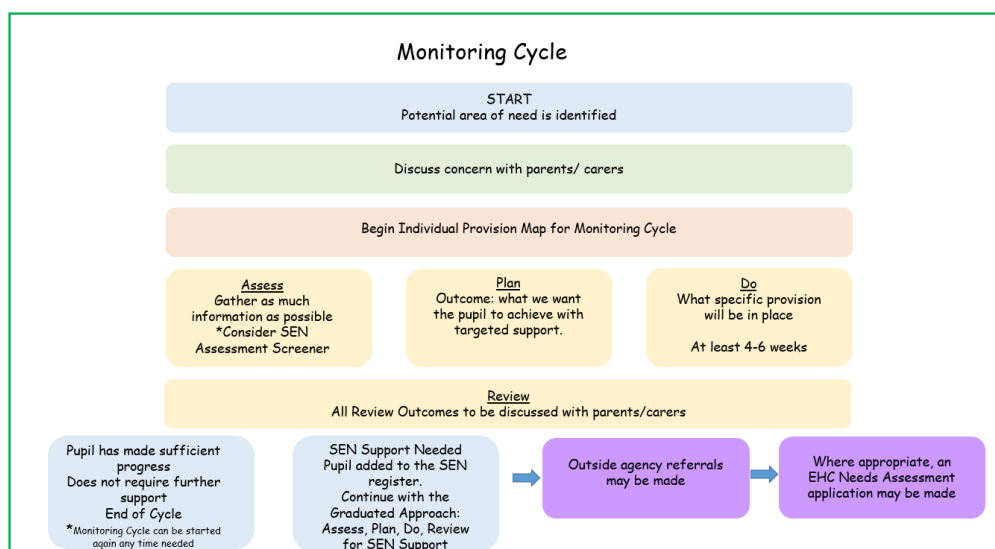 Monitoring Cycle
START
Potential area of need is identified
Discuss concern with parents/ carers
Begin Individual Provision Map for Monitoring Cycle
Assess
Gather as much
information as possible
*Consider SEN
Assessment Screener
Plan
Outcome: what we want
the pupil to achieve with
targeted support.
Do
What specific provision
will be in place
At least 4-6 weeks
Review
All Review Outcomes to be discussed with parents/carers
Pupil has made sufficient
progress
Does not require further
support
End of Cycle
*Monitoring Cycle can be started
again any time needed
SEN Support Needed
Pupil added to the SEN
register.
Continue with the
Graduated Approach:
Assess, Plan, Do, Review
for SEN Support
Outside agency referrals
may be made
Where appropriate, an
EHC Needs Assessment
application may be made